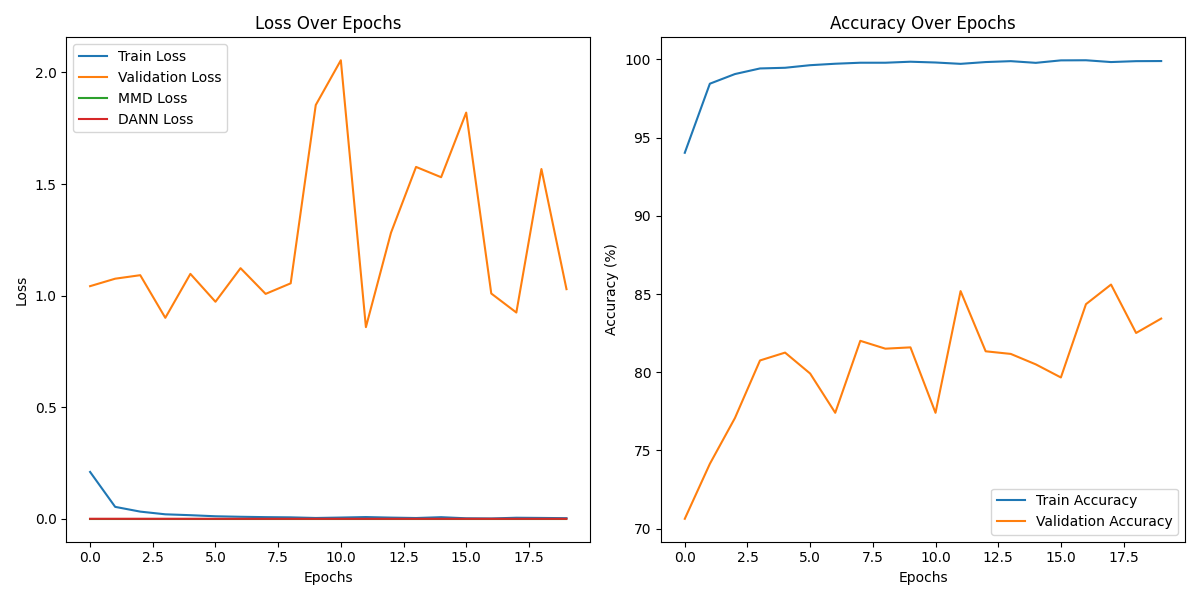 Loss Over Epochs
Train Loss
Validation Loss
MMD Loss
DANN Loss
2.0
1.5
1.0
0.5
0.0
Loss
0.0 2.5 5.0 7.5 10.0 12.5 15.0 17.5
Epochs
Accuracy Over Epochs
100
95
90
85
80
75
70
Accuracy (%)
Train Accuracy
Validation Accuracy
0.0 2.5 5.0 7.5 10.0 12.5 15.0 17.5
Epochs